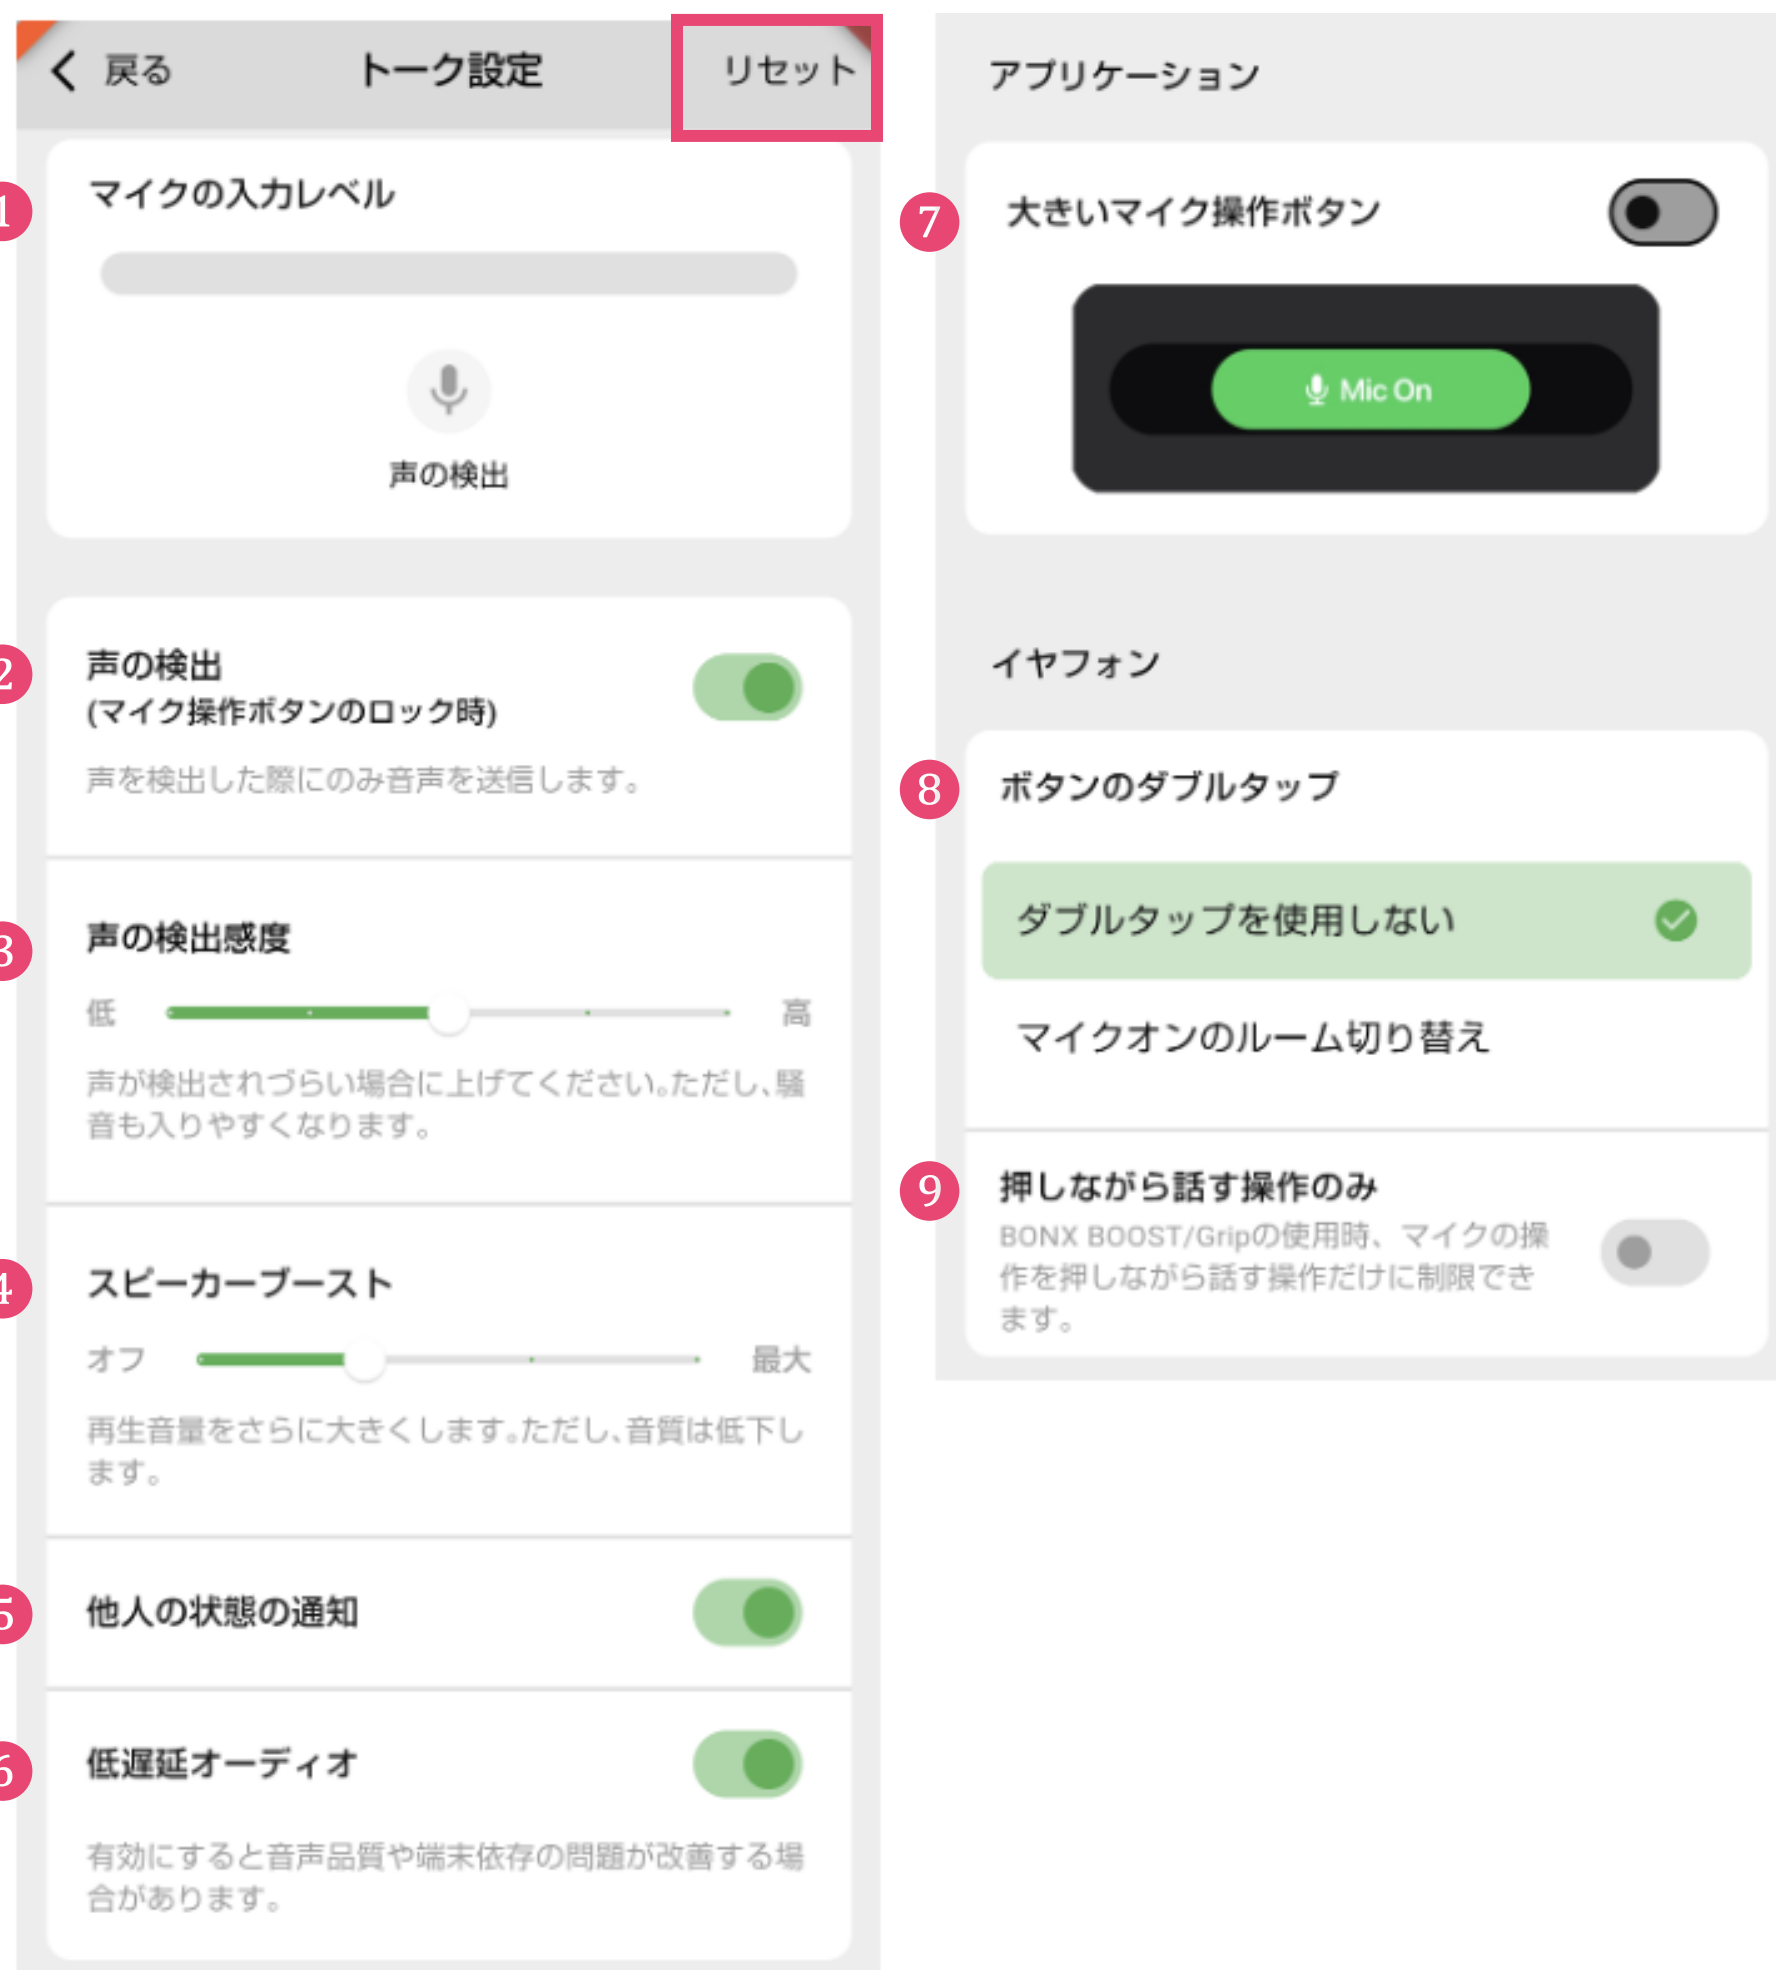 戻る
トーク設定
リセット
1
マイクの入力レベル
声の検出
2
声の検出
(マイク操作ボタンのロック時)
声を検出した際にのみ音声を送信します。
3
声の検出感度
低
高
声が検出されづらい場合に上げてください。ただし、騒
音も入りやすくなります。
4
スピーカーブースト
オフ
最大
再生音量をさらに大きくします。ただし、音質は低下し
ます。
5
他人の状態の通知
6
低遅延オーディオ
有効にすると音声品質や端末依存の問題が改善する場
合があります。
アプリケーション
7
大きいマイク操作ボタン
Mic On
イヤフォン
8
ボタンのダブルタップ
ダブルタップを使用しない
マイクオンのルーム切り替え
9
押しながら話す操作のみ
BONX BOOST/Gripの使用時、マイクの操
作を押しながら話す操作だけに制限でき
ます。